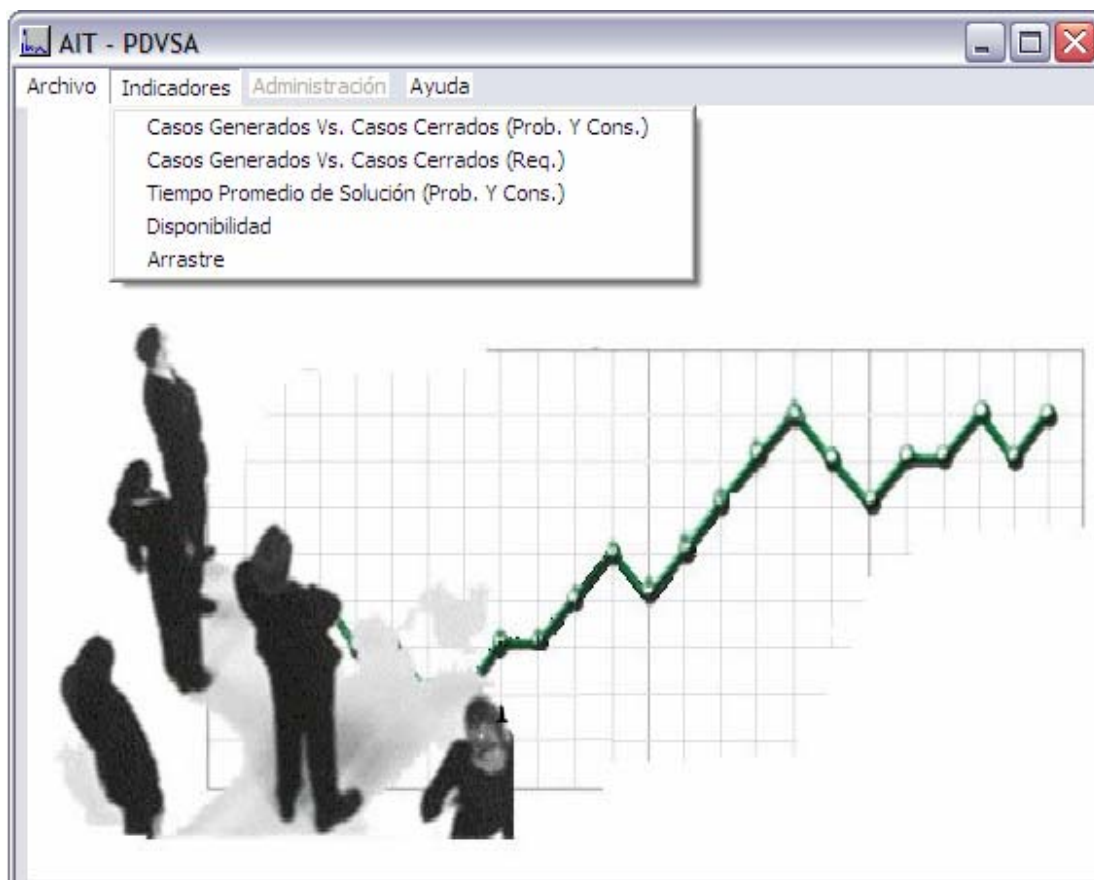 AIT - PDVSA
Archivo Indicadores Administración Ayuda
Casos Generados Vs. Casos Cerrados (Prob. Y Cons.)
Casos Generados Vs. Casos Cerrados (Req.)
Tiempo Promedio de Solución (Prob. Y Cons.)
Disponibilidad
Arrastre